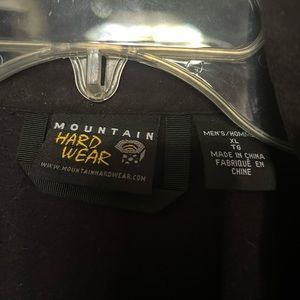 MOUNTAIN
HARD
WEAR
WWW.MOUNTAINHARDWEAR.COM
MEN'S/HOMME
XL
TG
MADE IN CHINA
FABRIQUÉ EN
CHINE